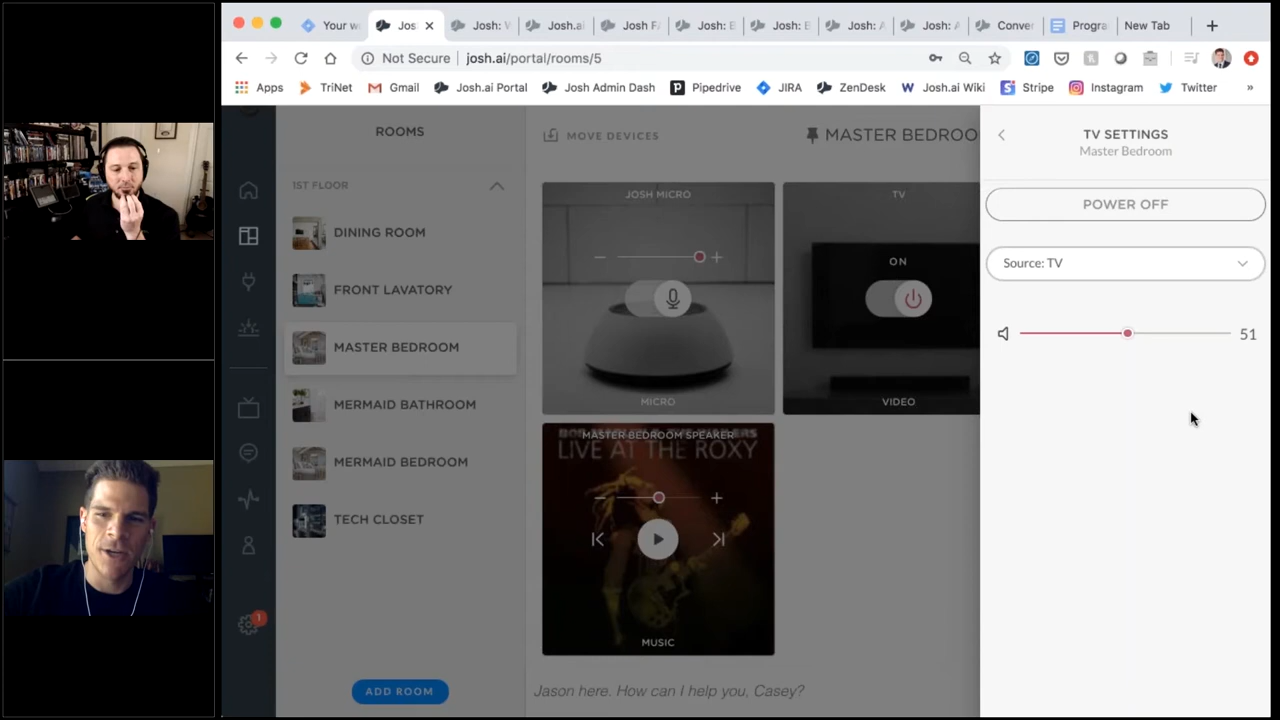 Your w
Jos
Josh: V
Josh.ai
Josh FA
Josh: E
Josh: E
Josh: A
Josh: A
Conver
Progra
New Tab
Not Secure
josh.ai/portal/rooms/5
Apps
TriNet
Gmail
Josh.ai Portal
Josh Admin Dash
Pipedrive
JIRA
ZenDesk
Josh.ai Wiki
Stripe
Instagram
Twitter
»
ROOMS
1ST FLOOR
DINING ROOM
FRONT LAVATORY
MASTER BEDROOM
MERMAID BATHROOM
MERMAID BEDROOM
TECH CLOSET
1
ADD ROOM
MOVE DEVICES
MASTER BEDROO
JOSH MICRO
MICRO
TV
ON
VIDEO
MASTER BEDROOM SPEAKER
LIVE AT THE ROXY
MUSIC
Jason here. How can I help you, Casey?
TV SETTINGS
Master Bedroom
POWER OFF
Source: TV
51